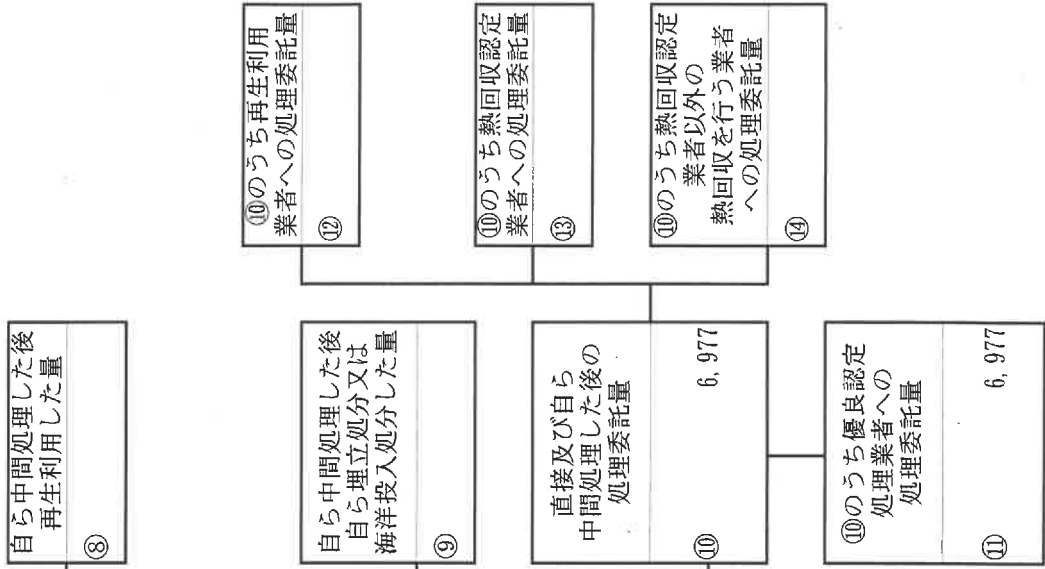 自ら中間処理した後
再生利用した量
⑧
自ら中間処理した後
自ら埋立処分又は
海洋投入処分した量
⑨
直接及び自ら
中間処理した後の
処理委託量
⑩ 6,977
⑩のうち優良認定
処理業者への
処理委託量
⑪ 6,977
⑩のうち再生利用
業者への処理委託量
⑫
⑩のうち熱回収認定
業者への処理委託量
⑬
⑩のうち熱回収認定
業者以外の
熱回収を行う業者
への処理委託量
⑭